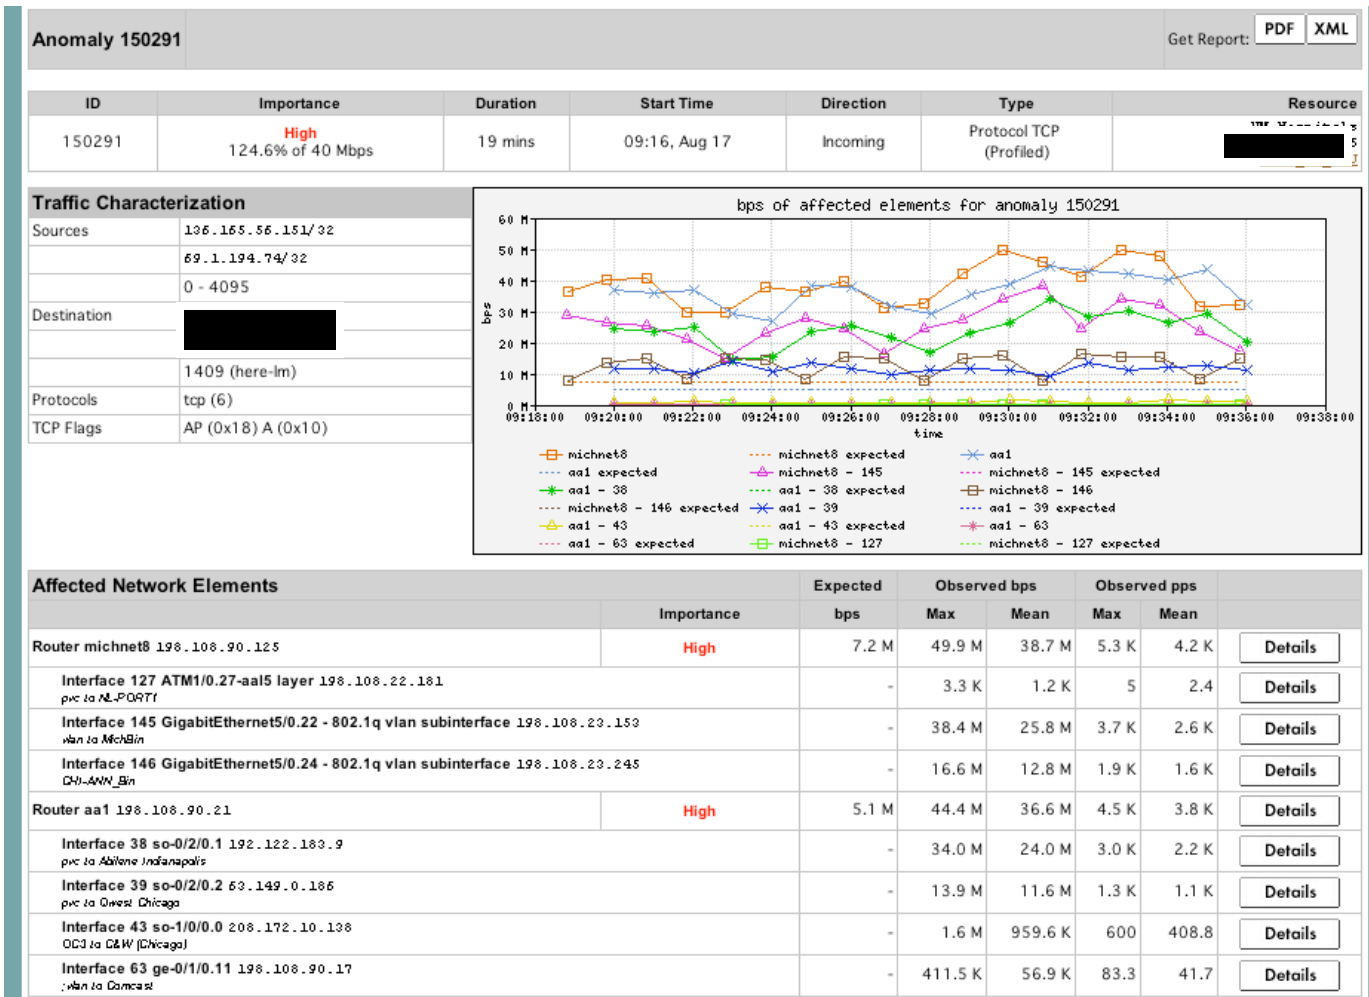 Anomaly 150291
Get Report: PDF XML
ID Importance Duration Start Time Direction Type Resource
150291 High 124.6% of 40 Mbps 19 mins 09:16, Aug 17 Incoming Protocol TCP (Profiled)
Traffic Characterization
Sources 136.165.56.151/32
69.1.194.74/32
0 - 4095
Destination
1409 (here-lm)
Protocols tcp (6)
TCP Flags AP (0x18) A (0x10)
bps of affected elements for anomaly 150291
60 M
50 M
40 M
30 M
20 M
10 M
0 M
bps
09:18:00 09:20:00 09:22:00 09:24:00 09:26:00 09:28:00 09:30:00 09:32:00 09:34:00 09:36:00 09:38:00
time
michnet8 michnet8 expected aa1
aa1 expected michnet8 - 145 michnet8 - 145 expected
aa1 - 38 aa1 - 38 expected michnet8 - 146
michnet8 - 146 expected aa1 - 39 aa1 - 39 expected
aa1 - 43 aa1 - 43 expected aa1 - 63
aa1 - 63 expected michnet8 - 127 michnet8 - 127 expected
Affected Network Elements Expected Observed bps Observed pps
Importance bps Max Mean Max Mean
Router michnet8 198.108.90.125 High 7.2 M 49.9 M 38.7 M 5.3 K 4.2 K Details
Interface 127 ATM1/0.27-aal5 layer 198.108.22.181 - 3.3 K 1.2 K 5 2.4 Details
pvc to NL-PORT1
Interface 145 GigabitEthernet5/0.22 - 802.1q vlan subinterface 198.108.23.153 - 38.4 M 25.8 M 3.7 K 2.6 K Details
vlan to MichBin
Interface 146 GigabitEthernet5/0.24 - 802.1q vlan subinterface 198.108.23.245 - 16.6 M 12.8 M 1.9 K 1.6 K Details
CHI-ANN_Bin
Router aa1 198.108.90.21 High 5.1 M 44.4 M 36.6 M 4.5 K 3.8 K Details
Interface 38 so-0/2/0.1 192.122.183.9 - 34.0 M 24.0 M 3.0 K 2.2 K Details
pvc to Abilene Indianapolis
Interface 39 so-0/2/0.2 63.149.0.186 - 13.9 M 11.6 M 1.3 K 1.1 K Details
pvc to Qwest Chicago
Interface 43 so-1/0/0.0 208.172.10.138 - 1.6 M 959.6 K 600 408.8 Details
OC3 to C&W (Chicago)
Interface 63 ge-0/1/0.11 198.108.90.17 - 411.5 K 56.9 K 83.3 41.7 Details
vlan to Comcast